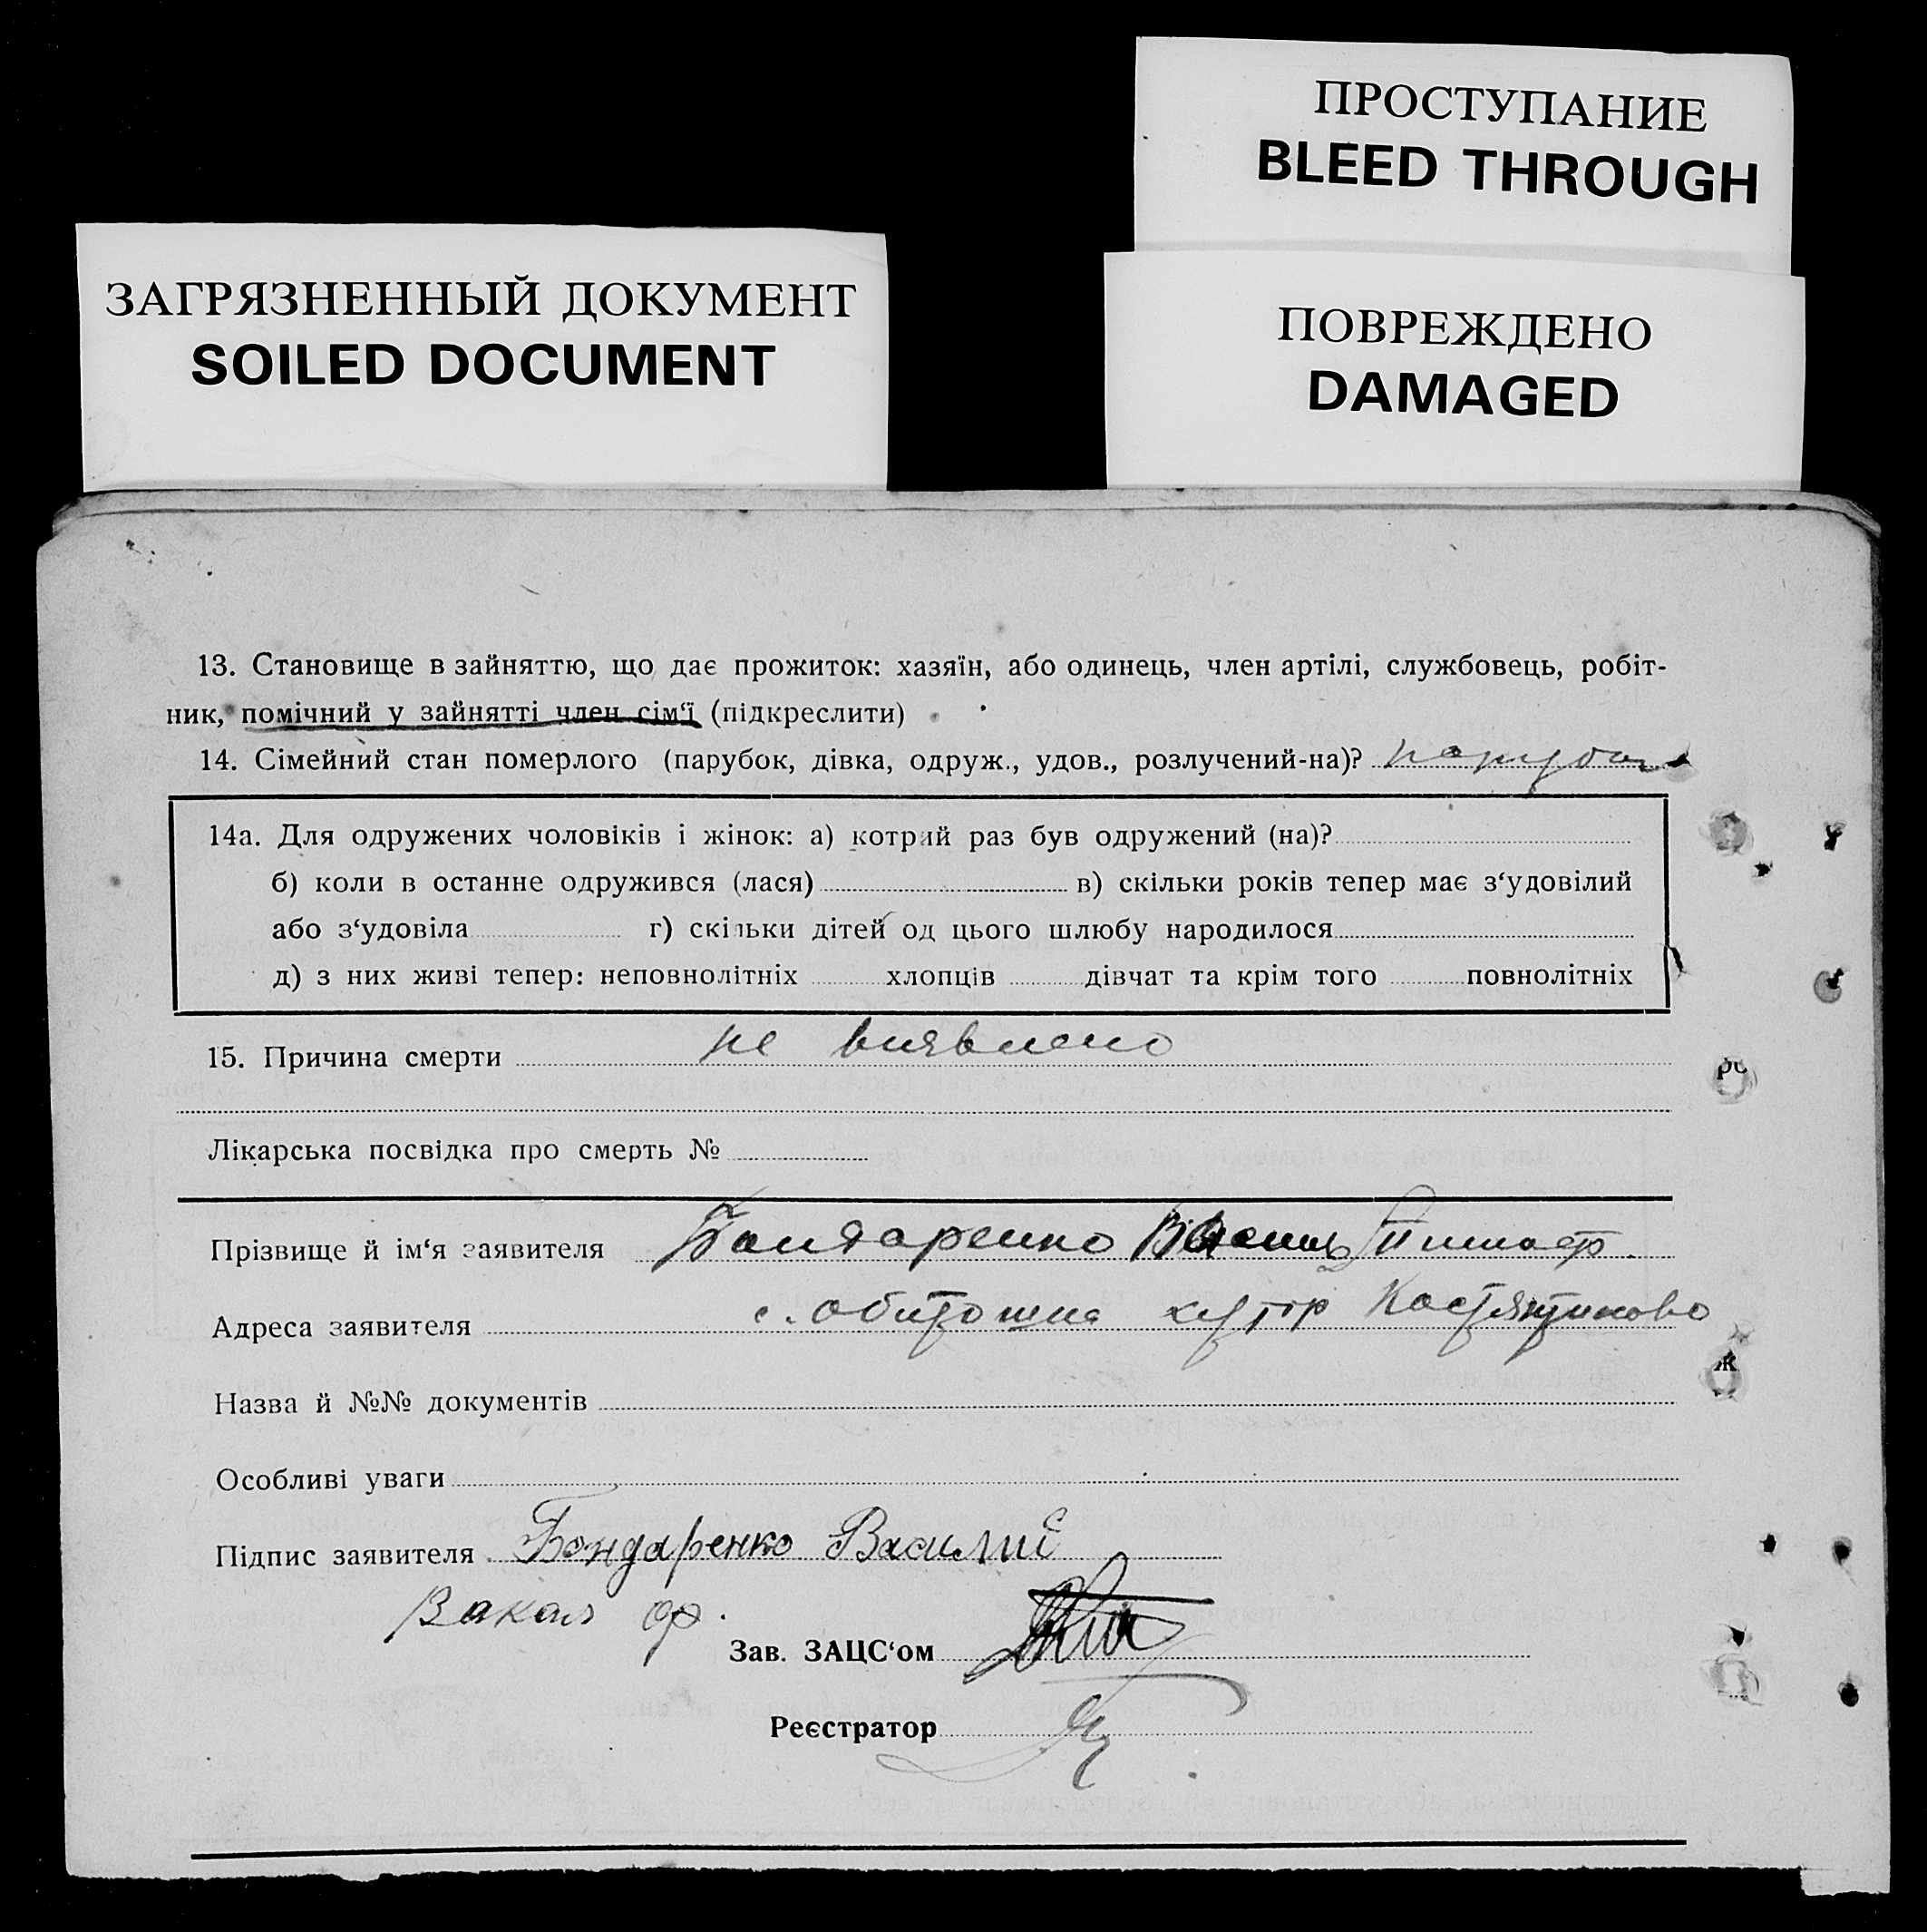 ПРОСТУПАНИЕ
BLEED THROUGH
ЗАГРЯЗНЕННЫЙ ДОКУМЕНТ
SOILED DOCUMENT
ПОВРЕЖДЕНО
DAMAGED
13. Становище в зайняттю, що дає прожиток: хазяїн, або одинець, член артілі, службовець, робіт-
ник, помічний у зайнятті член сім'ї (підкреслити)
14. Сімейний стан померлого (парубок, дівка, одруж., удов., розлучений-на)? парубок
14а. Для одружених чоловіків і жінок: а) котрий раз був одружений (на)?
б) коли в останне одружився (лася) в) скільки років тепер має з'удовілий
або з'удовіла г) скільки дітей од цього шлюбу народилося
д) з них живі тепер: неповнолітніх хлопців дівчат та крім того повнолітніх
15. Причина смерти не виявлено
Лікарська посвідка про смерть №
Прізвище й ім'я заявителя Бондаренко
Адреса заявителя с. хутір
Назва й №№ документів
Особливі уваги
Підпис заявителя Бондаренко Василий
Зав. ЗАЦС'ом
Реєстратор